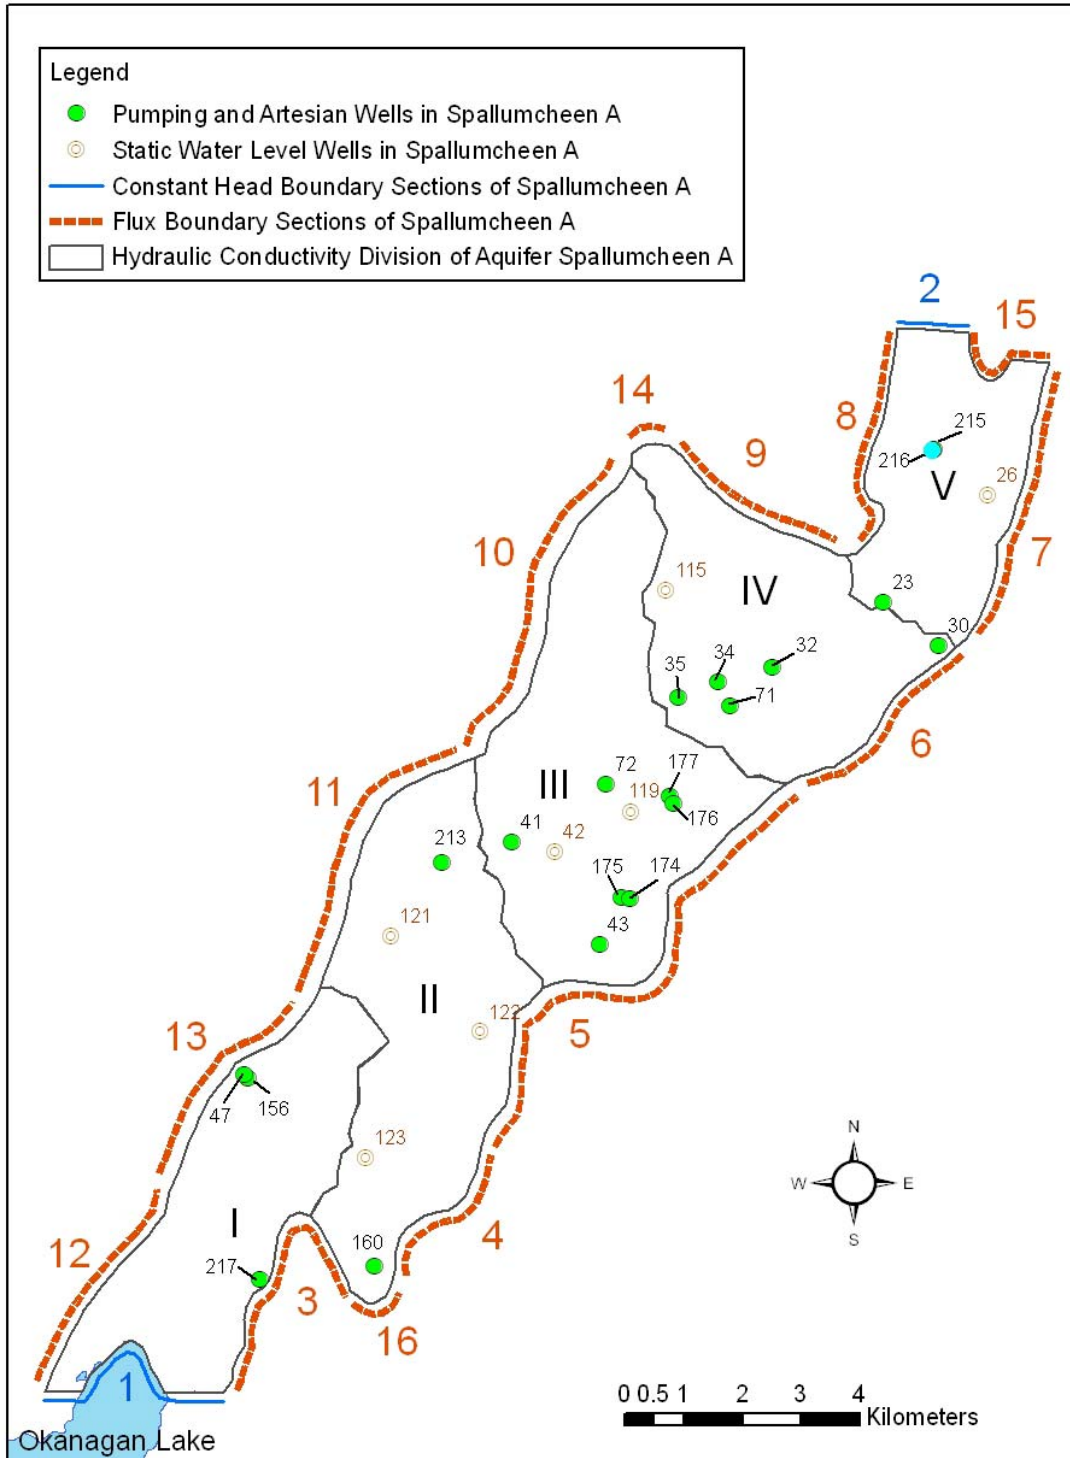 Legend
Pumping and Artesian Wells in Spallumcheen A
Static Water Level Wells in Spallumcheen A
Constant Head Boundary Sections of Spallumcheen A
Flux Boundary Sections of Spallumcheen A
Hydraulic Conductivity Division of Aquifer Spallumcheen A
2
15
14
8
215
9
216
V
26
10
7
115
IV
23
30
34
32
35
71
6
III
72
177
11
119
176
41
42
213
175
174
121
43
II
122
5
13
47
156
123
N
W
E
S
I
4
12
160
217
3
16
1
0 0.5 1 2 3 4
Kilometers
Okanagan Lake